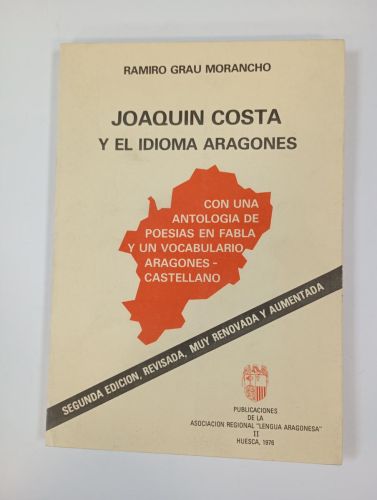 RAMIRO GRAU MORANCHO
JOAQUIN COSTA
Y EL IDIOMA ARAGONES
CON UNA
ANTOLOGIA DE
POESIAS EN FABLA
Y UN VOCABULARIO
ARAGONES -
CASTELLANO
SEGUNDA EDICION, REVISADA, MUY RENOVADA Y AUMENTADA
PUBLICACIONES
DE LA
ASOCIACION REGIONAL "LENGUA ARAGONESA"
II
HUESCA, 1976